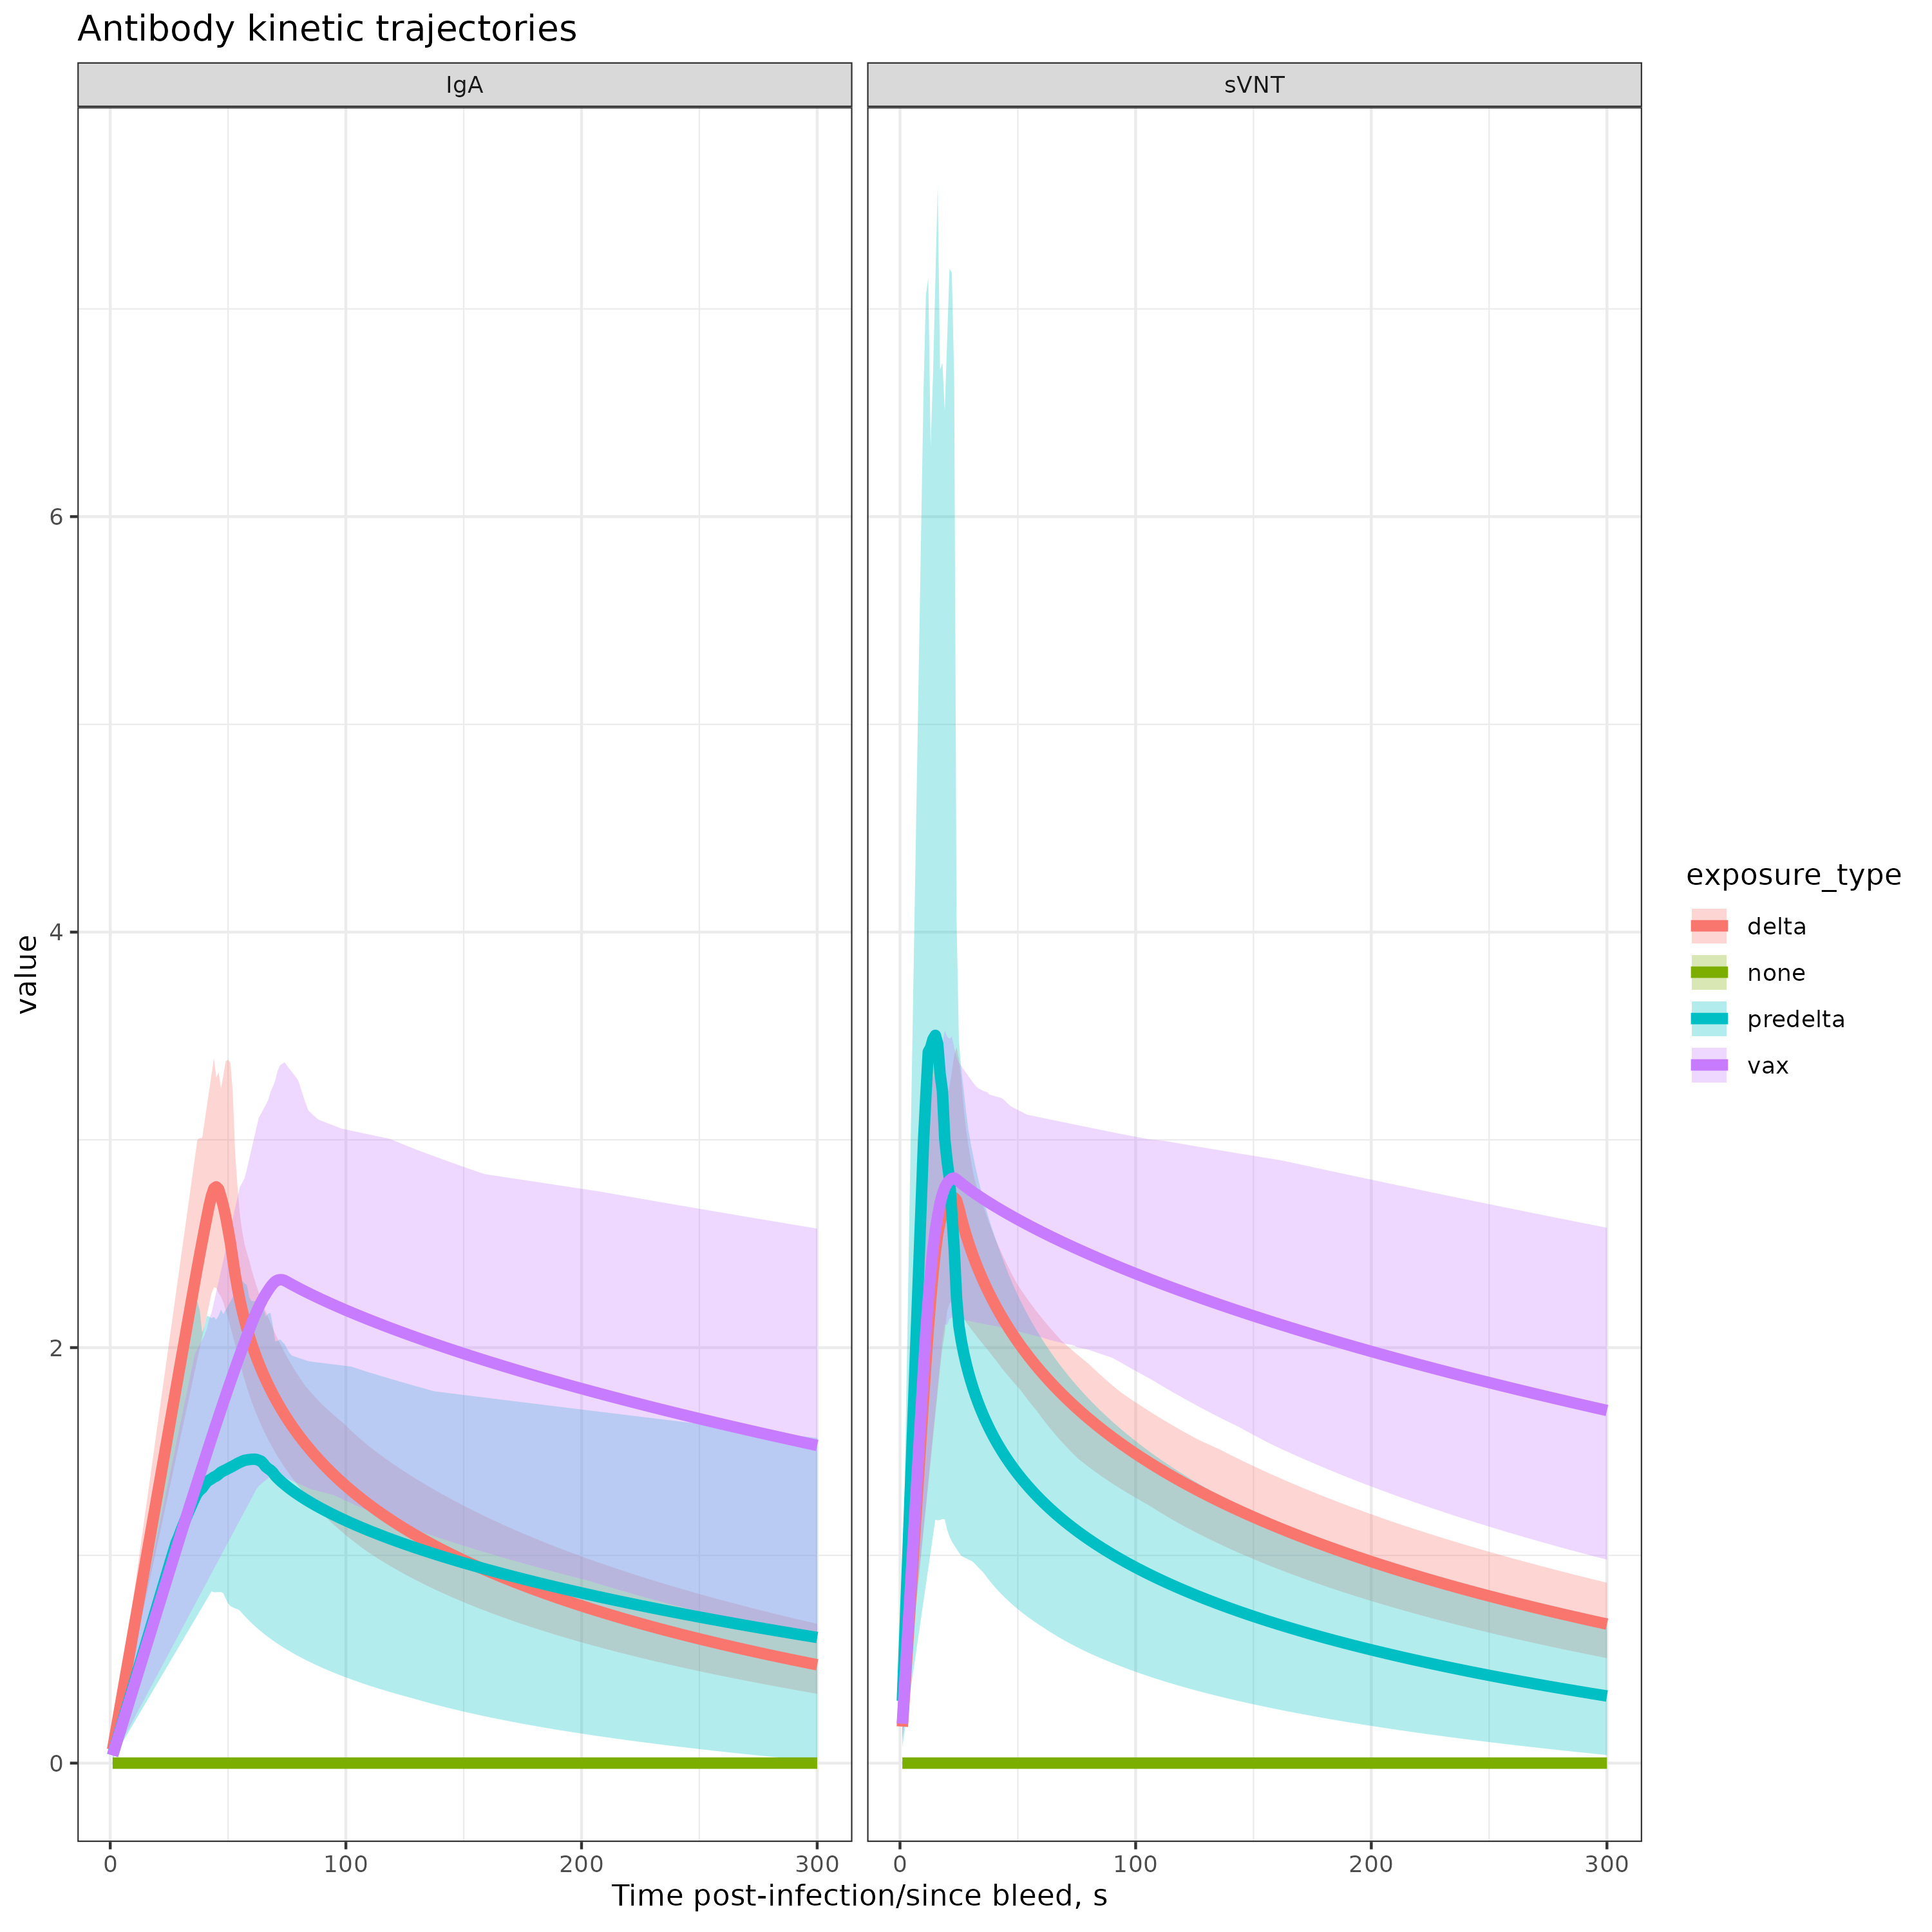 Antibody kinetic trajectories
IgA
sVNT
value
6
4
2
0
0 100 200 300
0 100 200 300
Time post-infection/since bleed, s
exposure_type
delta
none
predelta
vax